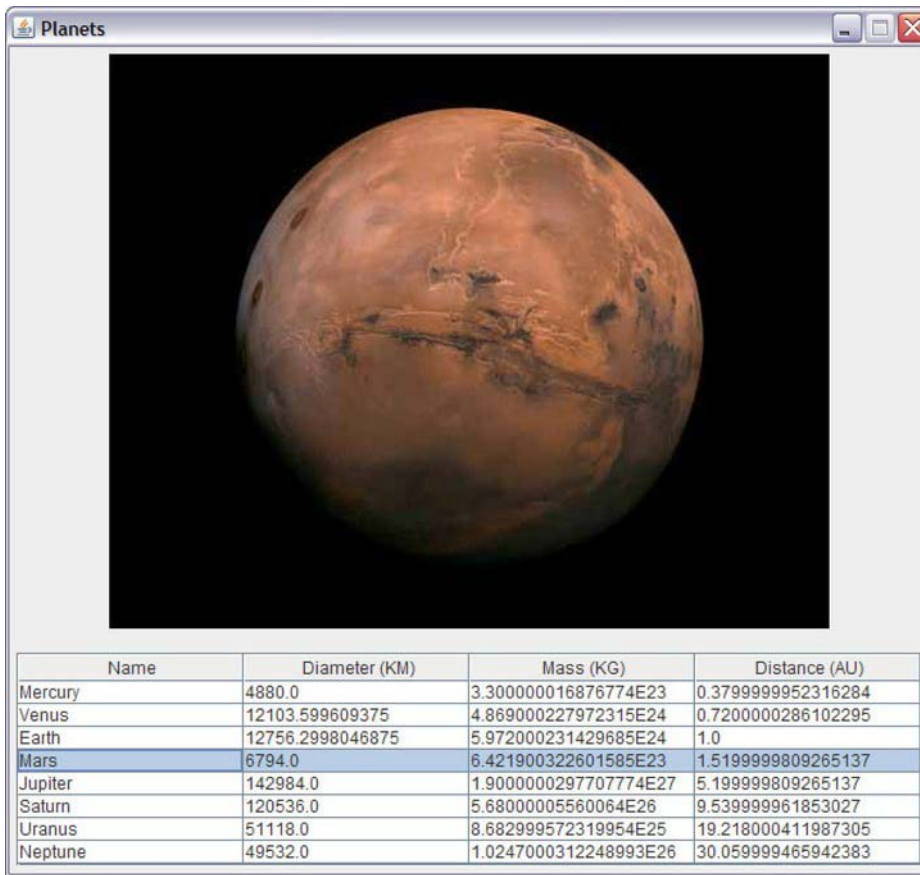 Planets
Name Diameter (KM) Mass (KG) Distance (AU)
Mercury 4880.0 3.300000016876774E23 0.3799999952316284
Venus 12103.599609375 4.869000227972315E24 0.7200000286102295
Earth 12756.2998046875 5.972000231429685E24 1.0
Mars 6794.0 6.421900322601585E23 1.5199999809265137
Jupiter 142984.0 1.9000000297707774E27 5.199999809265137
Saturn 120536.0 5.68000005560064E26 9.539999961853027
Uranus 51118.0 8.682999572319954E25 19.218000411987305
Neptune 49532.0 1.0247000312248993E26 30.059999465942383